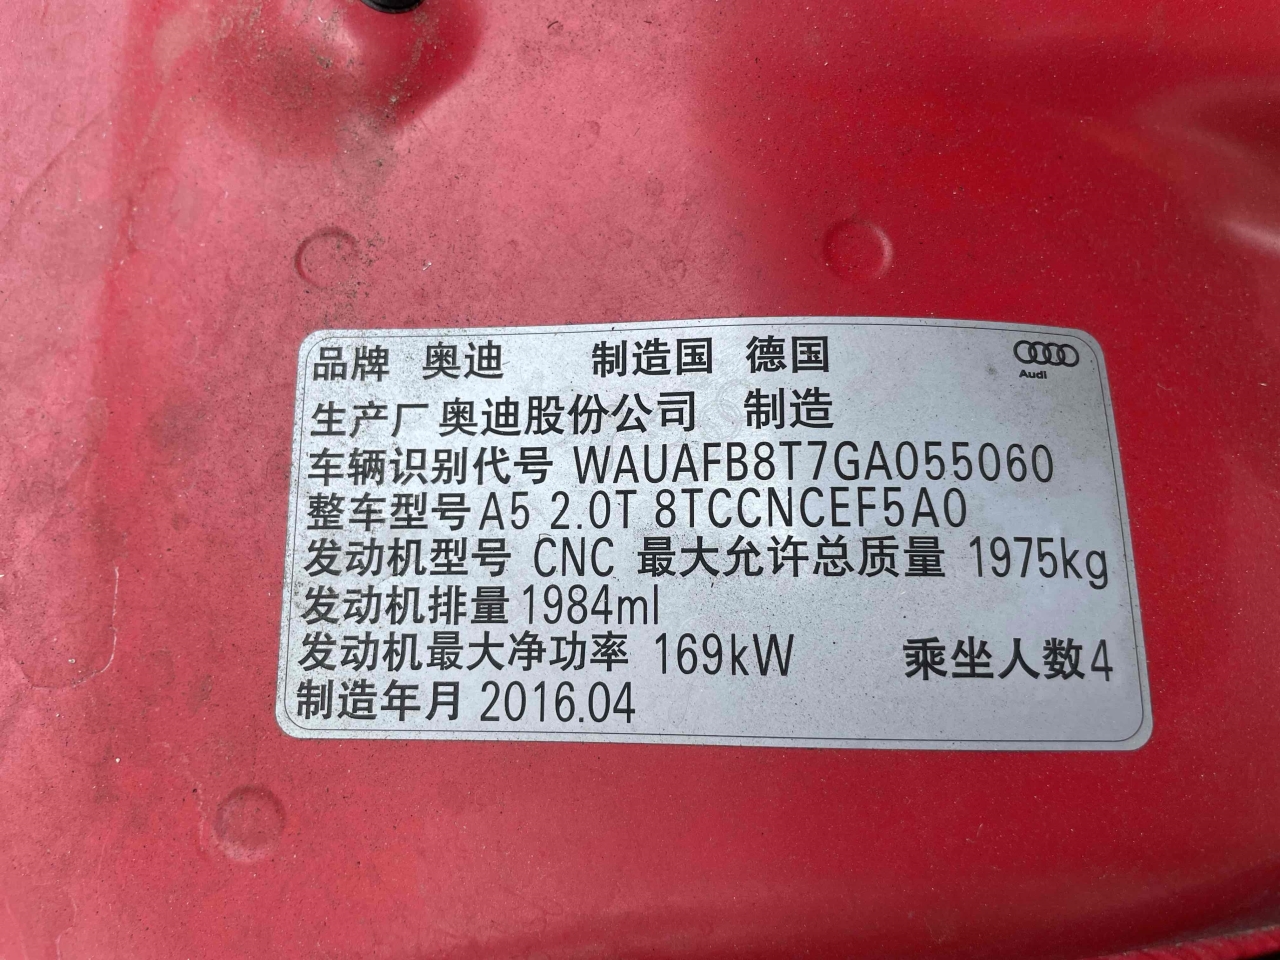 品牌 奥迪 制造国 德国
Audi
生产厂 奥迪股份公司 制造
车辆识别代号 WAUAFB8T7GA055060
整车型号 A5 2.0T 8TCCNCEF5A0
发动机型号 CNC 最大允许总质量 1975kg
发动机排量 1984ml
发动机最大净功率 169kW 乘坐人数 4
制造年月 2016.04